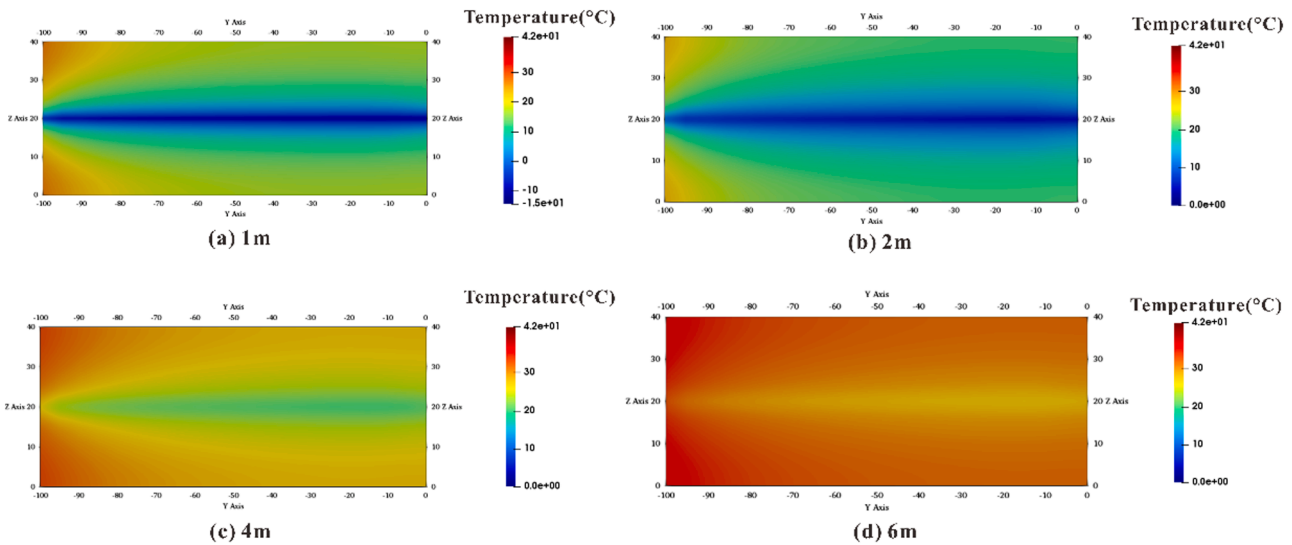 Y Axis
Temperature(°C)
-100 -90 -80 -70 -60 -50 -40 -30 -20 -10 0
40 40
30 30
Z Axis 20 20 Z Axis
10 10
0 0
-100 -90 -80 -70 -60 -50 -40 -30 -20 -10 0
Y Axis
4.2e+01
30
20
10
0
-10
-1.5e+01
(a) 1m
Y Axis
Temperature(°C)
-100 -90 -80 -70 -60 -50 -40 -30 -20 -10 0
40 40
30 30
Z Axis 20 20 Z Axis
10 10
0 0
-100 -90 -80 -70 -60 -50 -40 -30 -20 -10 0
Y Axis
4.2e+01
30
20
10
0.0e+00
(b) 2m
Y Axis
Temperature(°C)
-100 -90 -80 -70 -60 -50 -40 -30 -20 -10 0
40 40
30 30
Z Axis 20 20 Z Axis
10 10
0 0
-100 -90 -80 -70 -60 -50 -40 -30 -20 -10 0
Y Axis
4.2e+01
30
20
10
0.0e+00
(c) 4m
Y Axis
Temperature(°C)
-100 -90 -80 -70 -60 -50 -40 -30 -20 -10 0
40 40
30 30
Z Axis 20 20 Z Axis
10 10
0 0
-100 -90 -80 -70 -60 -50 -40 -30 -20 -10 0
Y Axis
4.2e+01
30
20
10
0.0e+00
(d) 6m